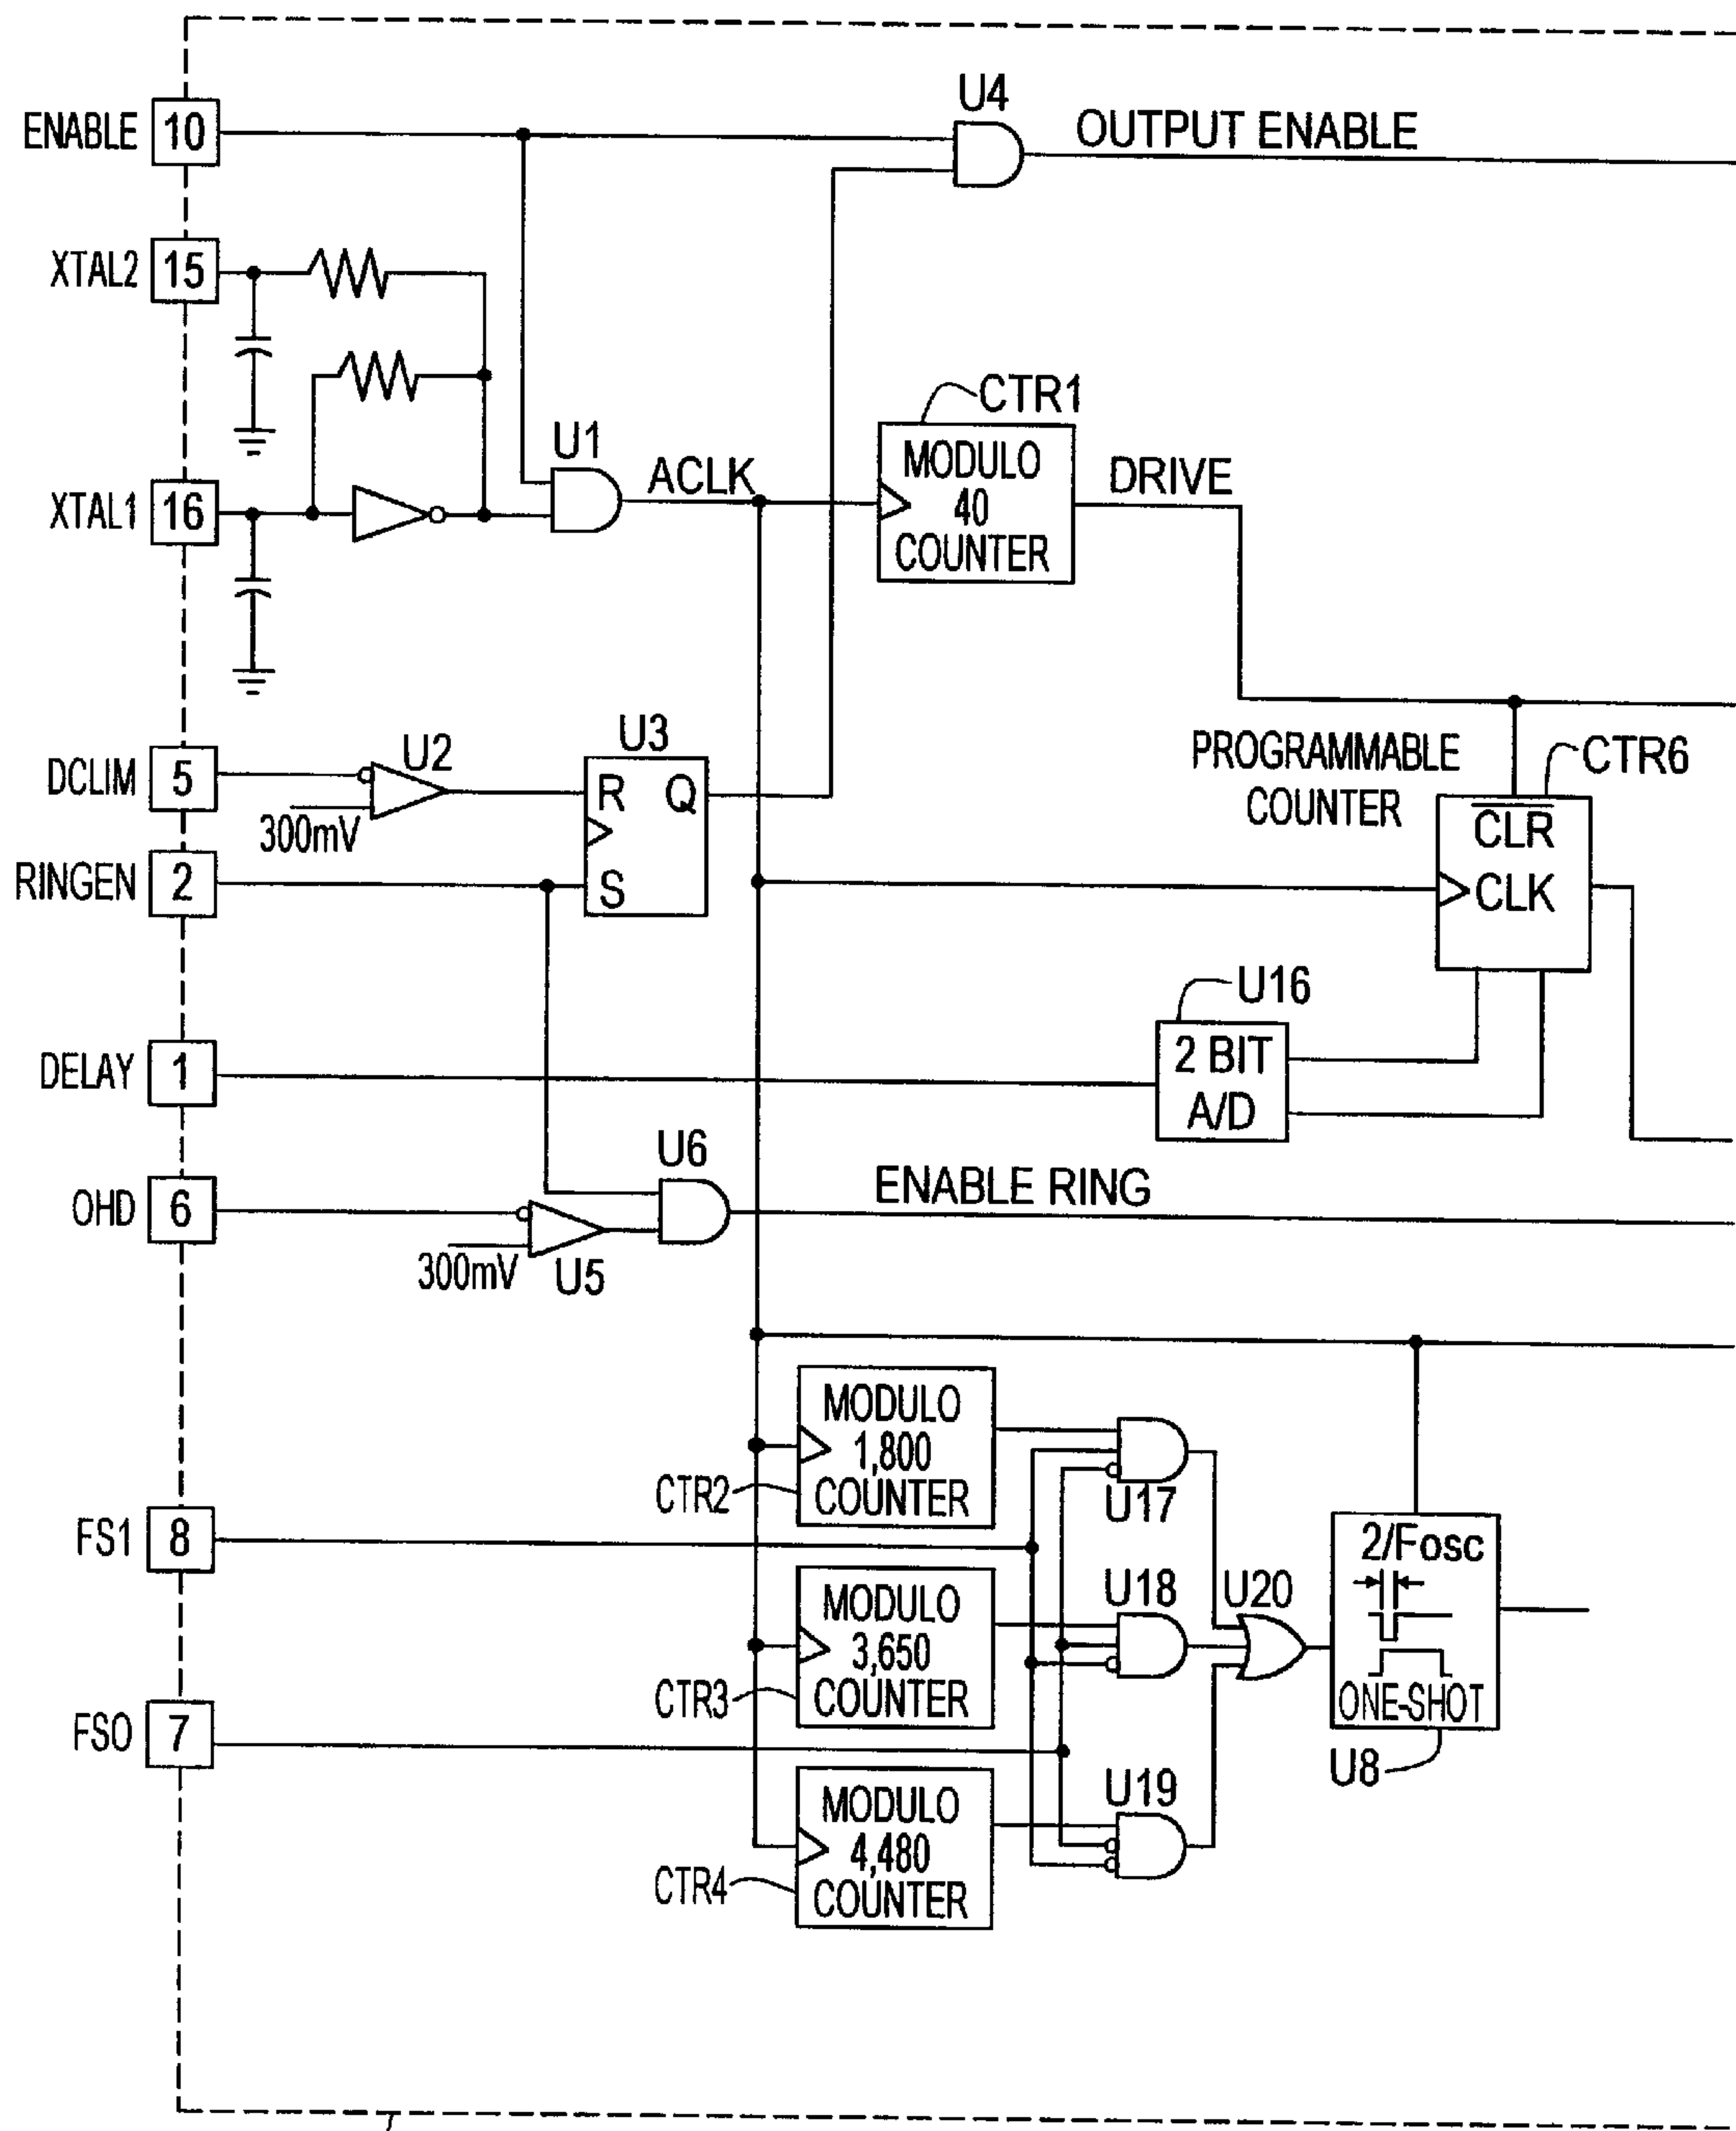 U4
ENABLE 10
OUTPUT ENABLE
XTAL2 15
CTR1
U1
ACLK
MODULO
40
COUNTER
DRIVE
XTAL1 16
U2
U3
DCLIM 5
R Q
300mV
PROGRAMMABLE
COUNTER
CTR6
CLR
CLK
RINGEN 2
S
U16
2 BIT
A/D
DELAY 1
U6
ENABLE RING
OHD 6
300mV
U5
MODULO
1,800
COUNTER
CTR2
U17
FS1 8
2/Fosc
ONE-SHOT
U8
MODULO
3,650
COUNTER
CTR3
U18
U20
FSO 7
U19
MODULO
4,480
COUNTER
CTR4